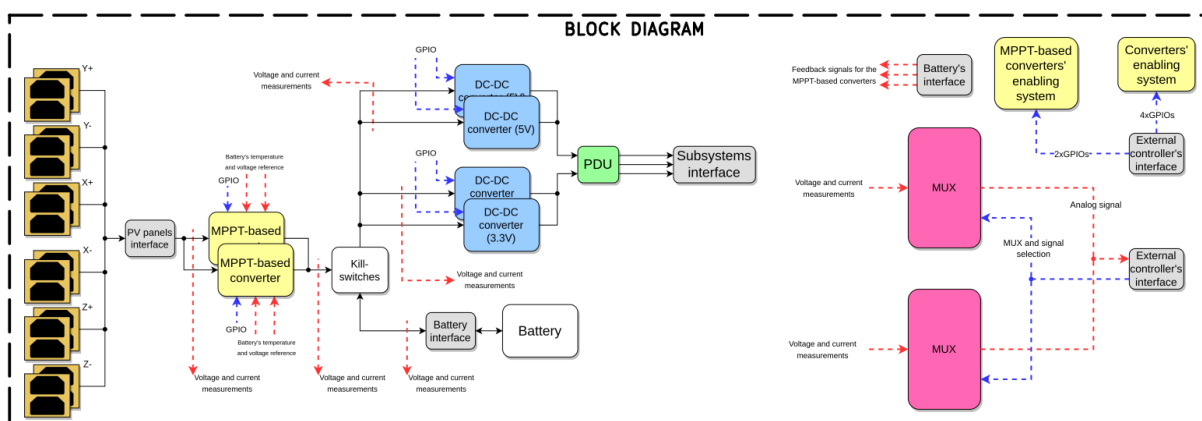 BLOCK DIAGRAM
Y+
Y-
X+
X-
Z+
Z-
PV panels
interface
Battery's temperature
and voltage reference
GPIO
MPPT-based
MPPT-based
converter
GPIO
Battery's temperature
and voltage reference
Voltage and current
measurements
Voltage and current
measurements
Voltage and current
measurements
Kill-
switches
Battery
interface
Battery
Voltage and current
measurements
GPIO
DC-DC
converter (5V)
DC-DC
converter (5V)
GPIO
DC-DC
converter
DC-DC
converter
(3.3V)
Voltage and current
measurements
PDU
Subsystems
interface
Feedback signals for the
MPPT-based converters
Battery's
interface
MPPT-based
converters'
enabling
system
Converters'
enabling
system
4xGPIOs
2xGPIOs
External
controller's
interface
Voltage and current
measurements
MUX
Analog signal
MUX and signal
selection
External
controller's
interface
Voltage and current
measurements
MUX